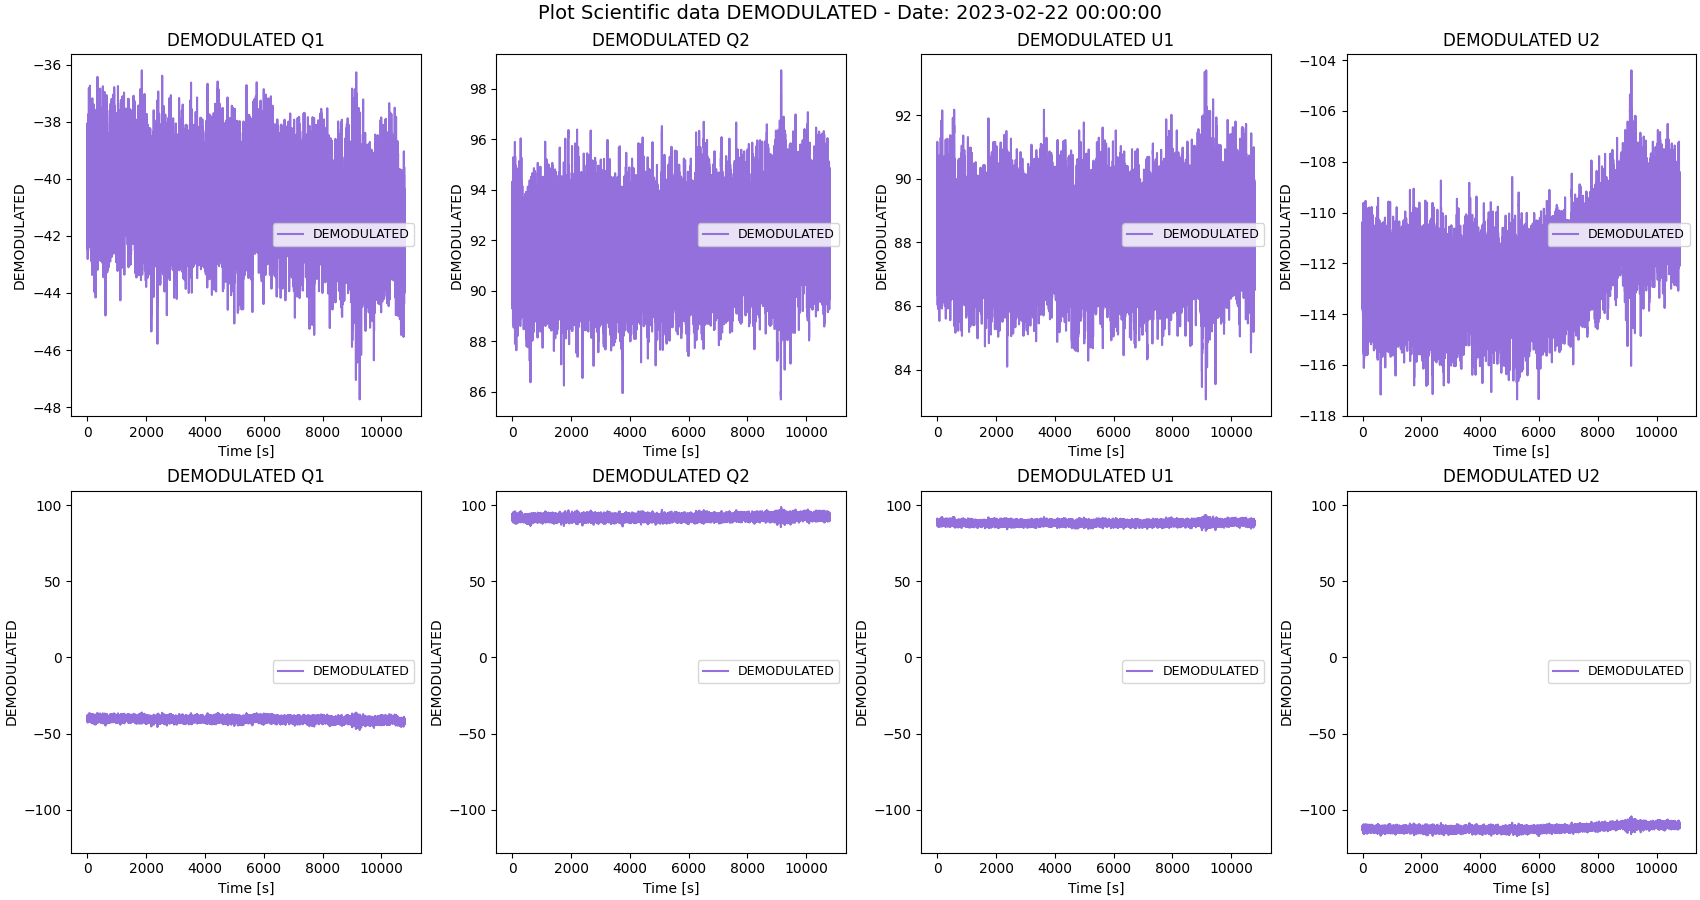 Plot Scientific data DEMODULATED - Date: 2023-02-22 00:00:00
DEMODULATED Q1
DEMODULATED
−36
−38
−40
−42
−44
−46
−48
DEMODULATED
0 2000 4000 6000 8000 10000
Time [s]
DEMODULATED Q2
DEMODULATED
98
96
94
92
90
88
86
DEMODULATED
0 2000 4000 6000 8000 10000
Time [s]
DEMODULATED U1
DEMODULATED
92
90
88
86
84
DEMODULATED
0 2000 4000 6000 8000 10000
Time [s]
DEMODULATED U2
DEMODULATED
−104
−106
−108
−110
−112
−114
−116
−118
DEMODULATED
0 2000 4000 6000 8000 10000
Time [s]
DEMODULATED Q1
DEMODULATED
100
50
0
−50
−100
DEMODULATED
0 2000 4000 6000 8000 10000
Time [s]
DEMODULATED Q2
DEMODULATED
100
50
0
−50
−100
DEMODULATED
0 2000 4000 6000 8000 10000
Time [s]
DEMODULATED U1
DEMODULATED
100
50
0
−50
−100
DEMODULATED
0 2000 4000 6000 8000 10000
Time [s]
DEMODULATED U2
DEMODULATED
100
50
0
−50
−100
DEMODULATED
0 2000 4000 6000 8000 10000
Time [s]